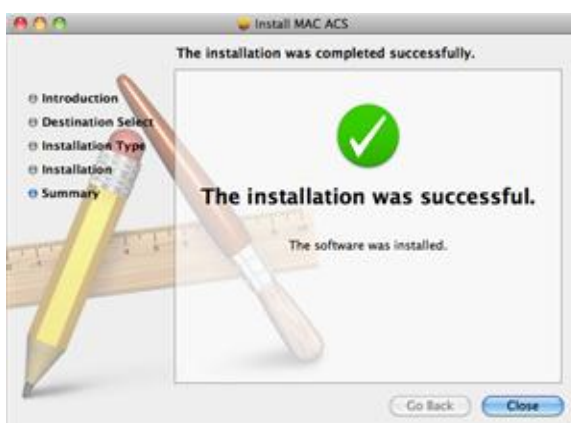 Install MAC ACS
The installation was completed successfully.
Introduction
Destination Select
Installation Type
Installation
Summary
The installation was successful.
The software was installed.
Go Back
Close